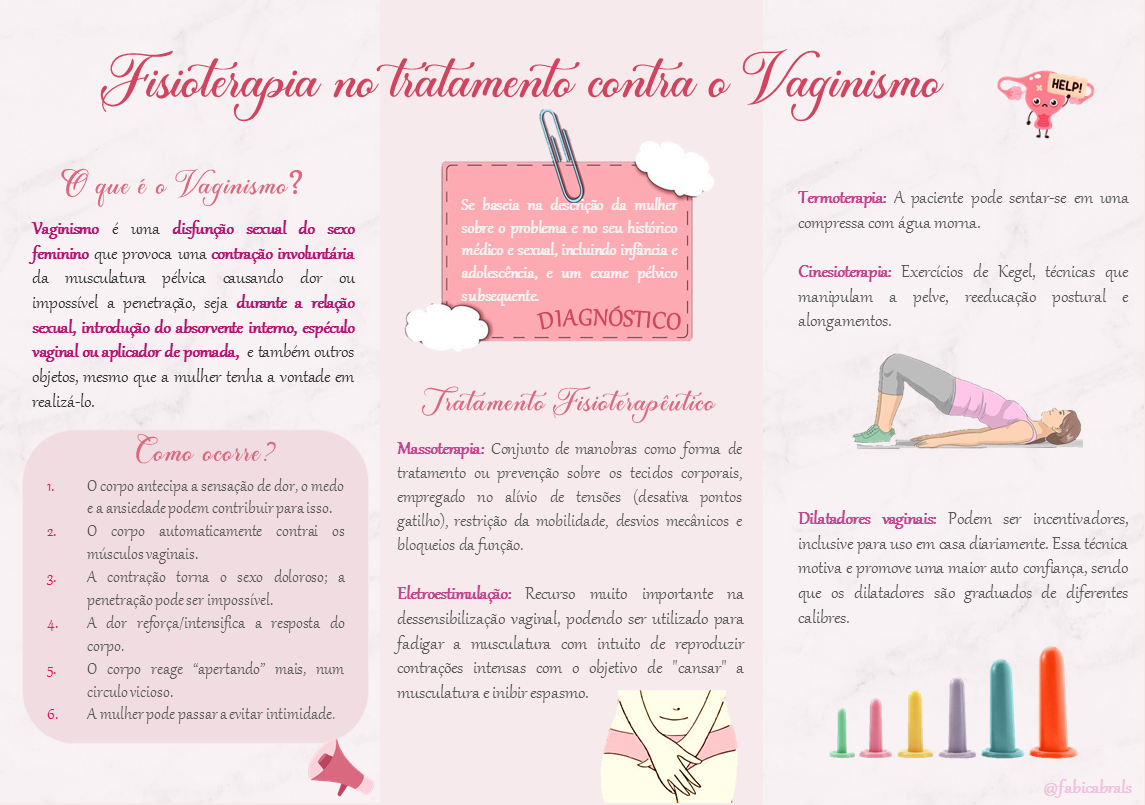 Fisioterapia no tratamento contra o Vaginismo
HELP!
O que é o Vaginismo?
Vaginismo é uma disfunção sexual do sexo
feminino que provoca uma contração involuntária
da musculatura pélvica causando dor ou
impossível a penetração, seja durante a relação
sexual, introdução do absorvente interno, espéculo
vaginal ou aplicador de pomada, e também outros
objetos, mesmo que a mulher tenha a vontade em
realizá-lo.
Como ocorre?
1. O corpo antecipa a sensação de dor, o medo
e a ansiedade podem contribuir para isso.
2. O corpo automaticamente contrai os
músculos vaginais.
3. A contração torna o sexo doloroso; a
penetração pode ser impossível.
4. A dor reforça/intensifica a resposta do
corpo.
5. O corpo reage “apertando” mais, num
circulo vicioso.
6. A mulher pode passar a evitar intimidade.
Se baseia na descrição da mulher
sobre o problema e no seu histórico
médico e sexual, incluindo infância e
adolescência, e um exame pélbico
subsequente.
DIAGNÓSTICO
Tratamento Fisioterapêutico
Massoterapia: Conjunto de manobras como forma de
tratamento ou prevenção sobre os tecidos corporais,
empregado no alívio de tensões (desativa pontos
gatilho), restrição da mobilidade, desvios mecânicos e
bloqueios da função.
Eletroestimulação: Recurso muito importante na
dessensibilização vaginal, podendo ser utilizado para
fadigar a musculatura com intuito de reproduzir
contrações intensas com o objetivo de "cansar" a
musculatura e inibir espasmo.
Termoterapia: A paciente pode sentar-se em uma
compressa com água morna.
Cinesioterapia: Exercícios de Kegel, técnicas que
manipulam a pelve, reeducação postural e
alongamentos.
Dilatadores vaginais: Podem ser incentivadores,
inclusive para uso em casa diariamente. Essa técnica
motiva e promove uma maior auto confiança, sendo
que os dilatadores são graduados de diferentes
calibres.
@fabicabrals